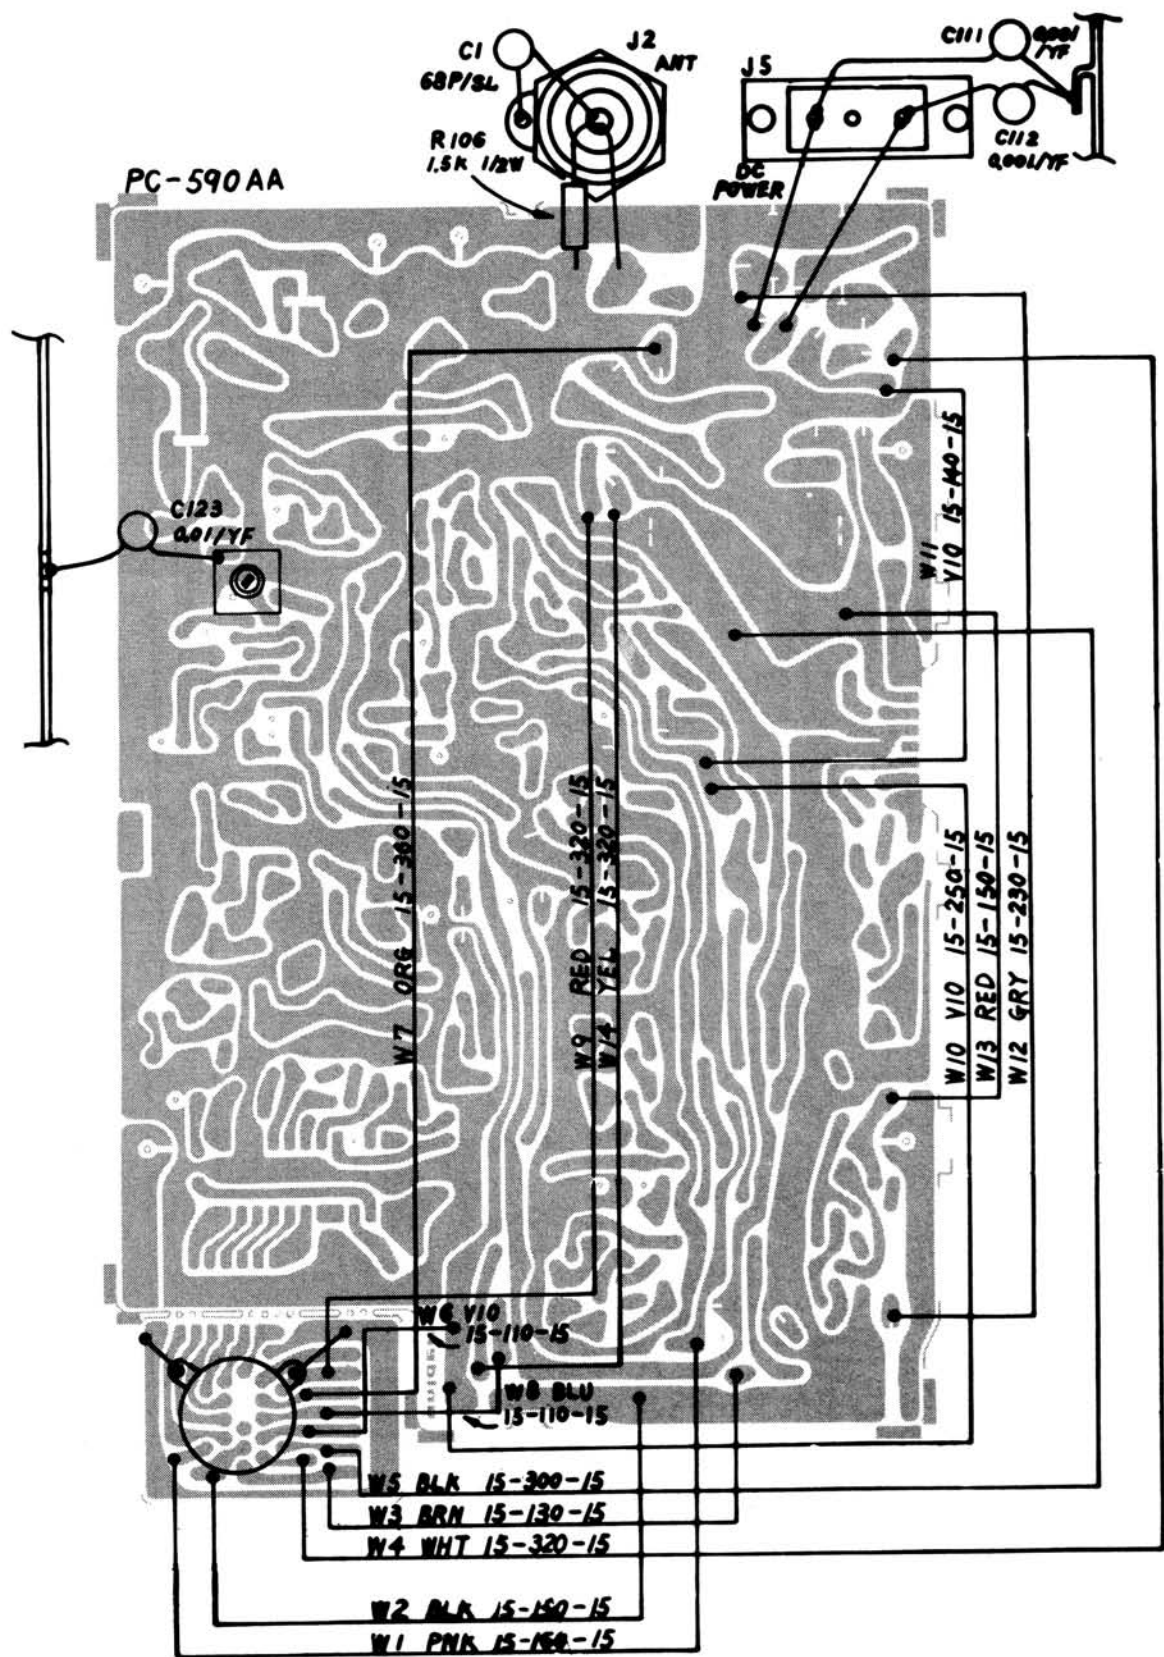 C1
68P/SL
J2
ANT
J5
C111
0.001
/YF
C112
0.001/YF
R106
1.5K 1/2W
DC
POWER
PC-590AA
C123
0.01/YF
W11
VIO 15-140-15
W7 ORG 15-300-15
W9 RED 15-320-15
W14 YEL 15-320-15
W10 VIO 15-250-15
W13 RED 15-150-15
W12 GRY 15-230-15
W6 VIO
15-110-15
W8 BLU
15-110-15
W5 BLK 15-300-15
W3 BRN 15-130-15
W4 WHT 15-320-15
W2 BLK 15-150-15
W1 PNK 15-160-15